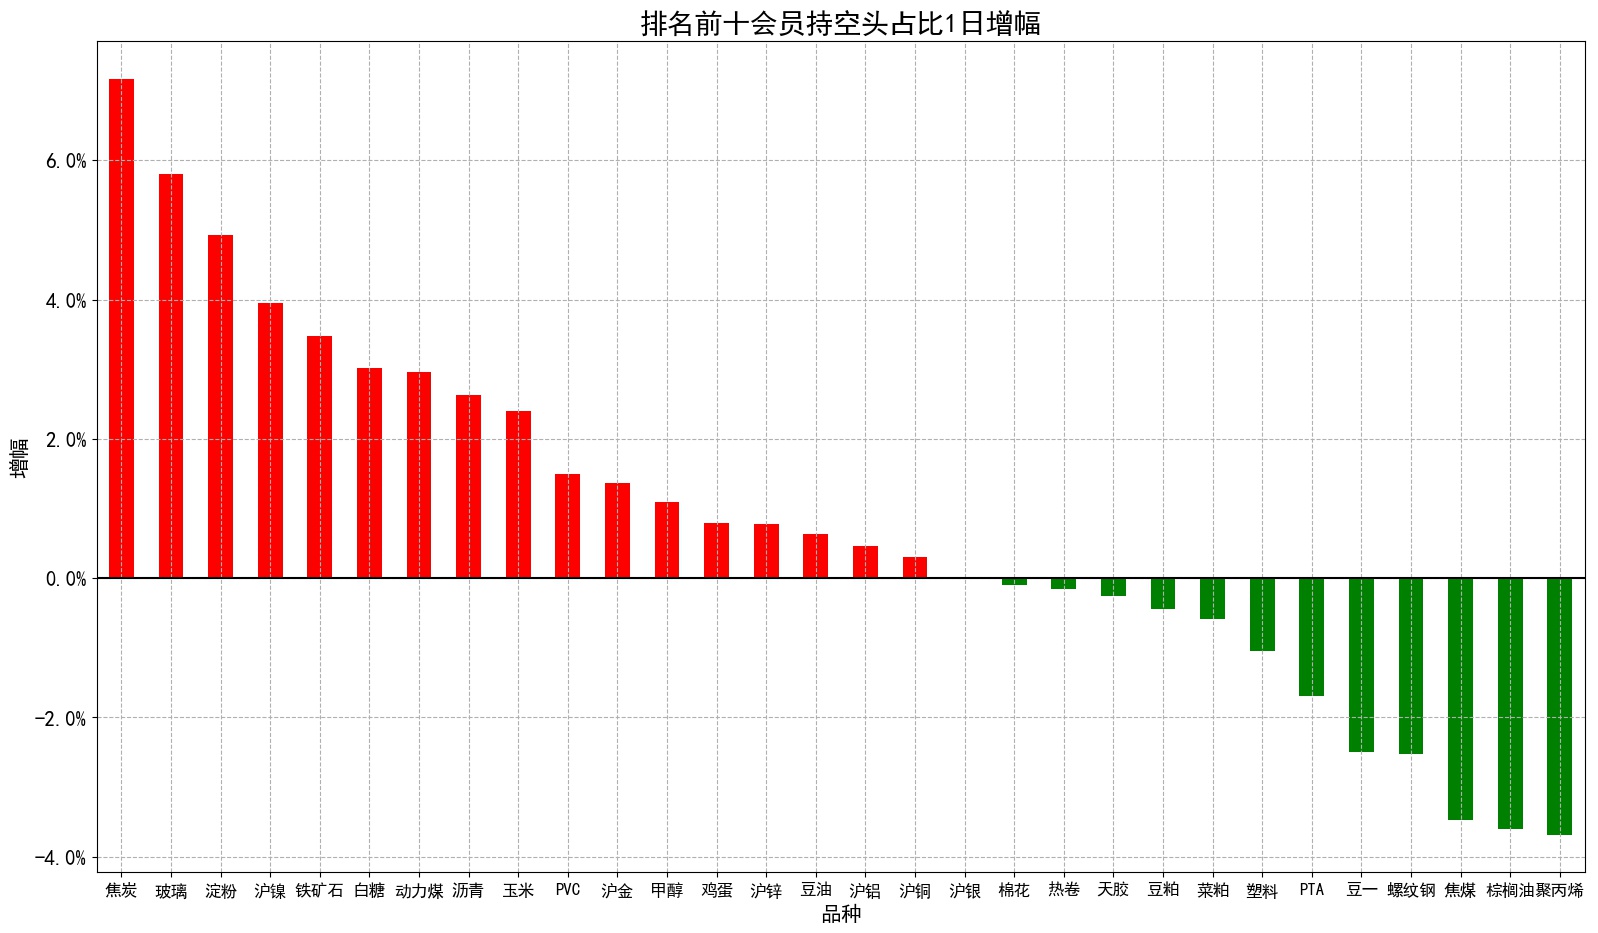 排名前十会员持空头占比1日增幅
增幅
6.0%
4.0%
2.0%
0.0%
-2.0%
-4.0%
焦炭 玻璃 淀粉 沪镍 铁矿石 白糖 动力煤 沥青 玉米 PVC 沪金 甲醇 鸡蛋 沪锌 豆油 沪铝 沪铜 沪银 棉花 热卷 天胶 豆粕 菜粕 塑料 PTA 豆一 螺纹钢 焦煤 棕榈油 聚丙烯
品种